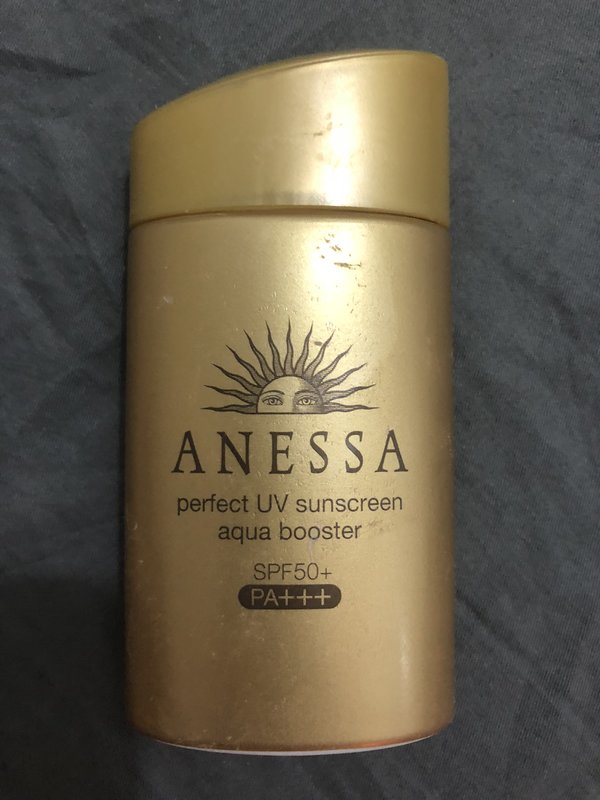 ANESSA
perfect UV sunscreen
aqua booster
SPF50+
PA+++